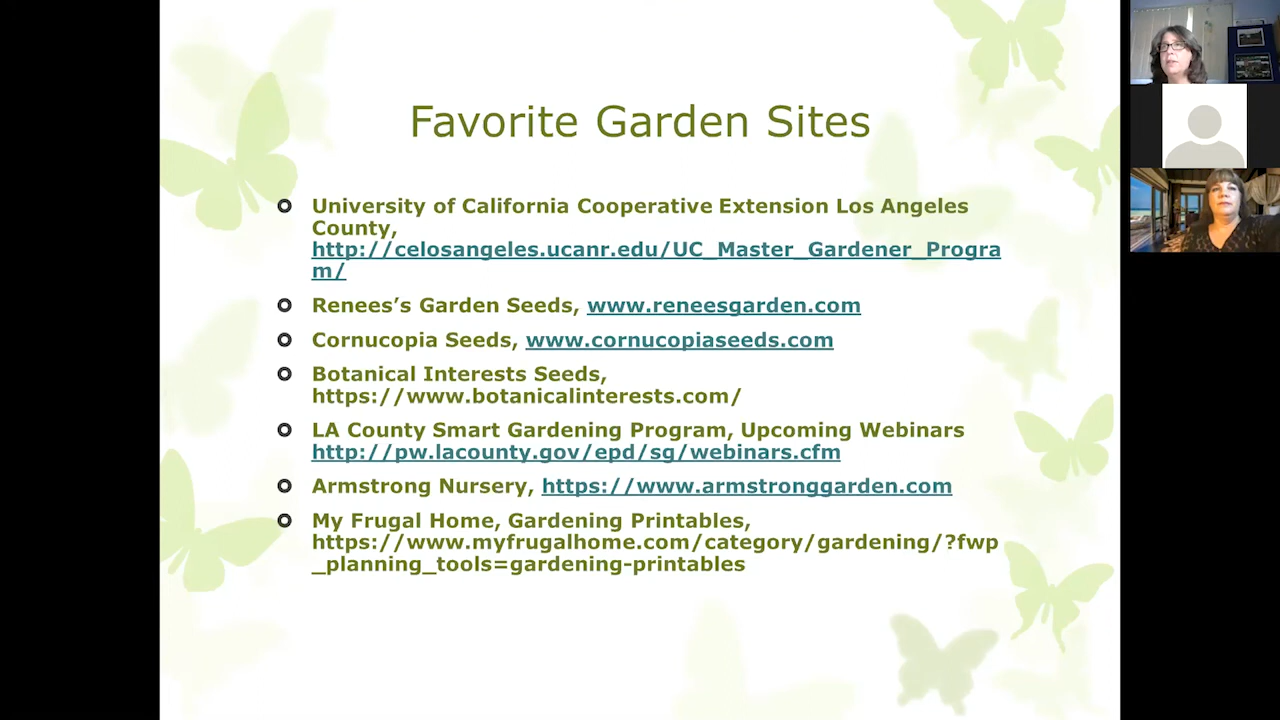 Favorite Garden Sites
University of California Cooperative Extension Los Angeles
County,
http://celosangeles.ucanr.edu/UC_Master_Gardener_Progra
m/
Renees’s Garden Seeds, www.reneesgarden.com
Cornucopia Seeds, www.cornucopiaseeds.com
Botanical Interests Seeds,
https://www.botanicalinterests.com/
LA County Smart Gardening Program, Upcoming Webinars
http://pw.lacounty.gov/epd/sg/webinars.cfm
Armstrong Nursery, https://www.armstronggarden.com
My Frugal Home, Gardening Printables,
https://www.myfrugalhome.com/category/gardening/?fwp
_planning_tools=gardening-printables